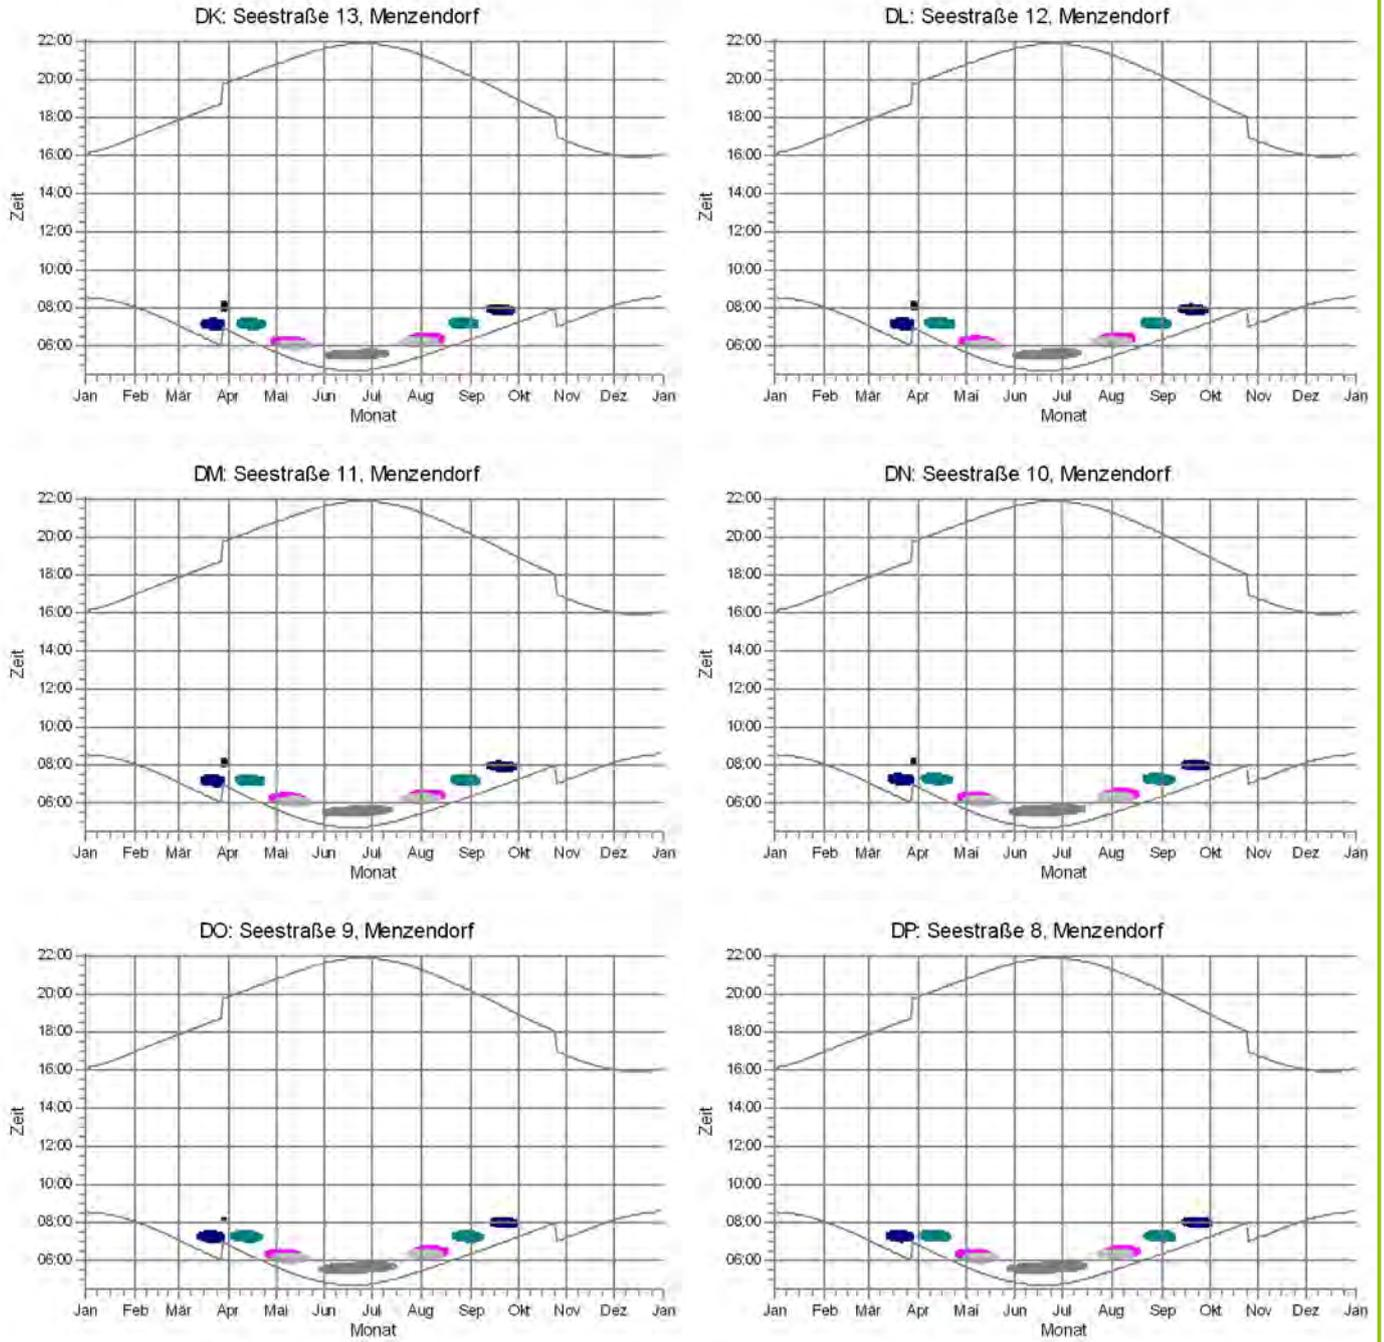 DK: Seestraße 13, Menzendorf
22:00
20:00
18:00
16:00
14:00
12:00
10:00
08:00
06:00
Zeit
Jan Feb Mär Apr Mai Jun Jul Aug Sep Okt Nov Dez Jan
Monat
DL: Seestraße 12, Menzendorf
22:00
20:00
18:00
16:00
14:00
12:00
10:00
08:00
06:00
Zeit
Jan Feb Mär Apr Mai Jun Jul Aug Sep Okt Nov Dez Jan
Monat
DM: Seestraße 11, Menzendorf
22:00
20:00
18:00
16:00
14:00
12:00
10:00
08:00
06:00
Zeit
Jan Feb Mär Apr Mai Jun Jul Aug Sep Okt Nov Dez Jan
Monat
DN: Seestraße 10, Menzendorf
22:00
20:00
18:00
16:00
14:00
12:00
10:00
08:00
06:00
Zeit
Jan Feb Mär Apr Mai Jun Jul Aug Sep Okt Nov Dez Jan
Monat
DO: Seestraße 9, Menzendorf
22:00
20:00
18:00
16:00
14:00
12:00
10:00
08:00
06:00
Zeit
Jan Feb Mär Apr Mai Jun Jul Aug Sep Okt Nov Dez Jan
Monat
DP: Seestraße 8, Menzendorf
22:00
20:00
18:00
16:00
14:00
12:00
10:00
08:00
06:00
Zeit
Jan Feb Mär Apr Mai Jun Jul Aug Sep Okt Nov Dez Jan
Monat